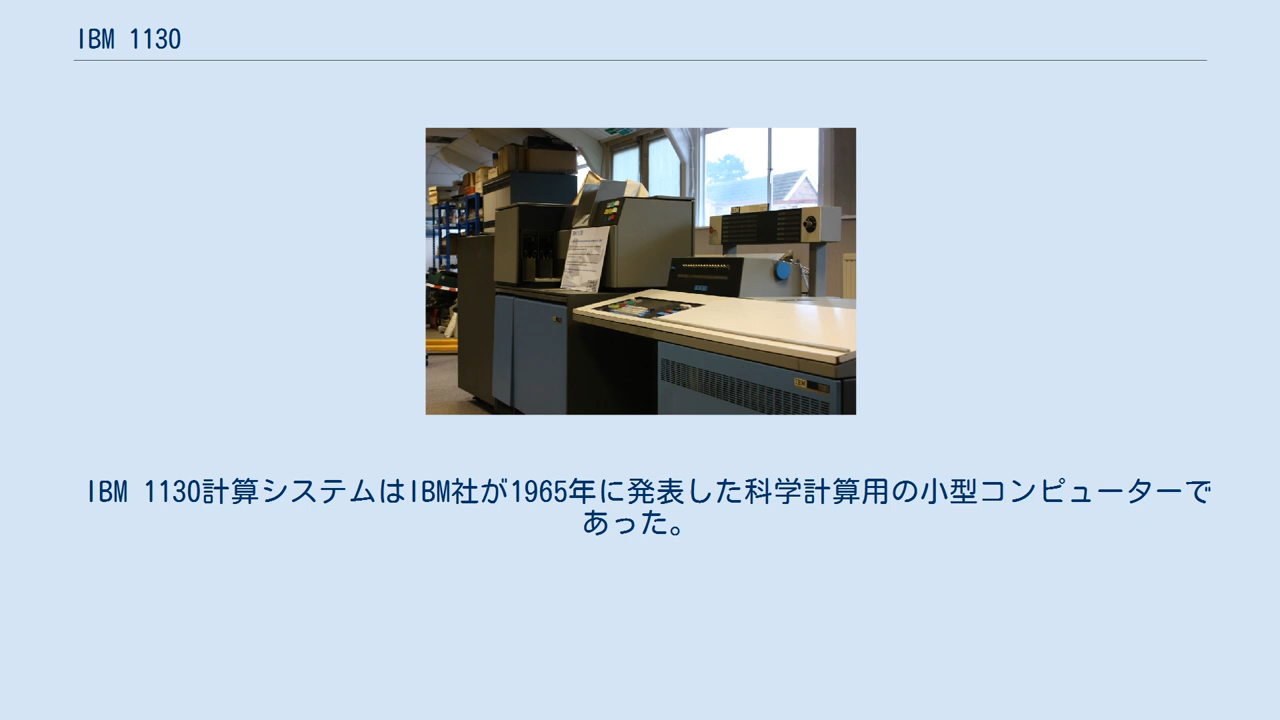 IBM 1130
IBM
IBM 1130計算システムはIBM社が1965年に発表した科学計算用の小型コンピューターで
あった。